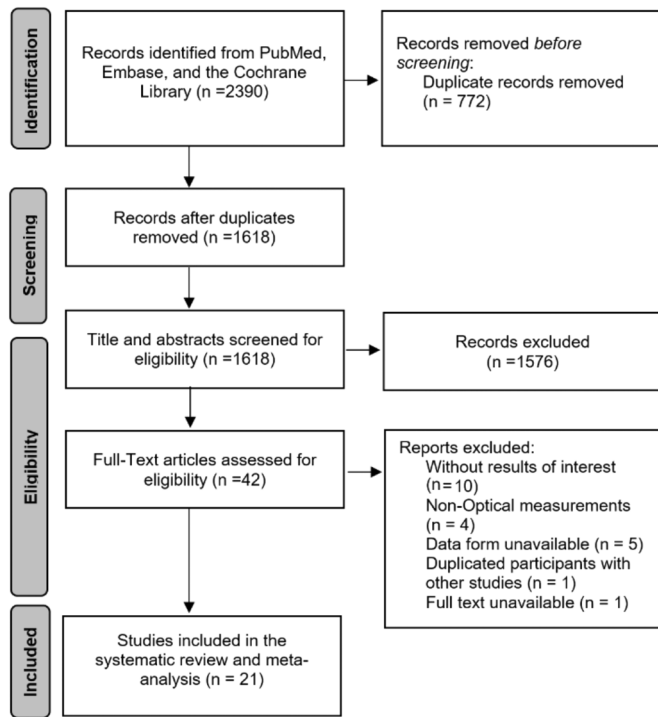 Identification
Records identified from PubMed,
Embase, and the Cochrane
Library (n =2390)
Records removed before
screening:
Duplicate records removed
(n = 772)
Screening
Records after duplicates
removed (n =1618)
Title and abstracts screened for
eligibility (n =1618)
Records excluded
(n =1576)
Eligibility
Full-Text articles assessed for
eligibility (n =42)
Reports excluded:
Without results of interest
(n=10)
Non-Optical measurements
(n = 4)
Data form unavailable (n = 5)
Duplicated participants with
other studies (n = 1)
Full text unavailable (n = 1)
Included
Studies included in the
systematic review and meta-
analysis (n = 21)